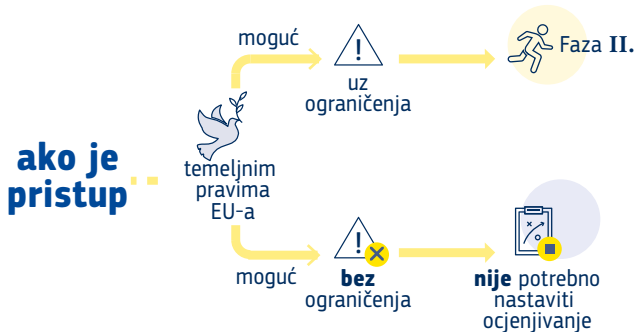 ako je
pristup
temeljnim
pravima
EU-a
moguć
uz
ograničenja
Faza II.
moguć
bez
ograničenja
nije potrebno
nastaviti
ocjenjivanje